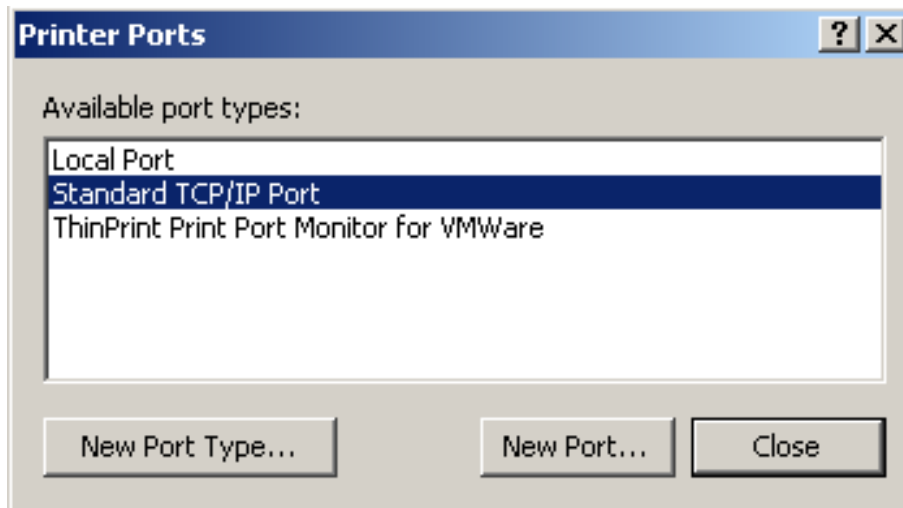 Printer Ports
Available port types:
Local Port
Standard TCP/IP Port
ThinPrint Print Port Monitor for VMWare
New Port Type... New Port... Close